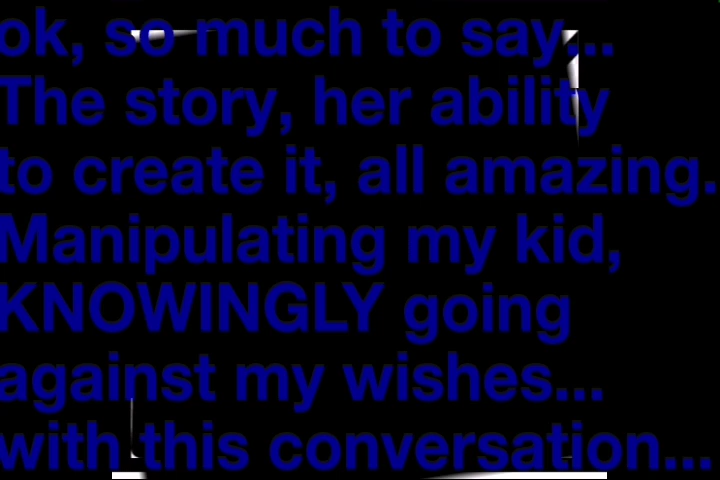 ok, so much to say...
The story, her ability
to create it, all amazing.
Manipulating my kid,
KNOWINGLY going
against my wishes...
with this conversation...